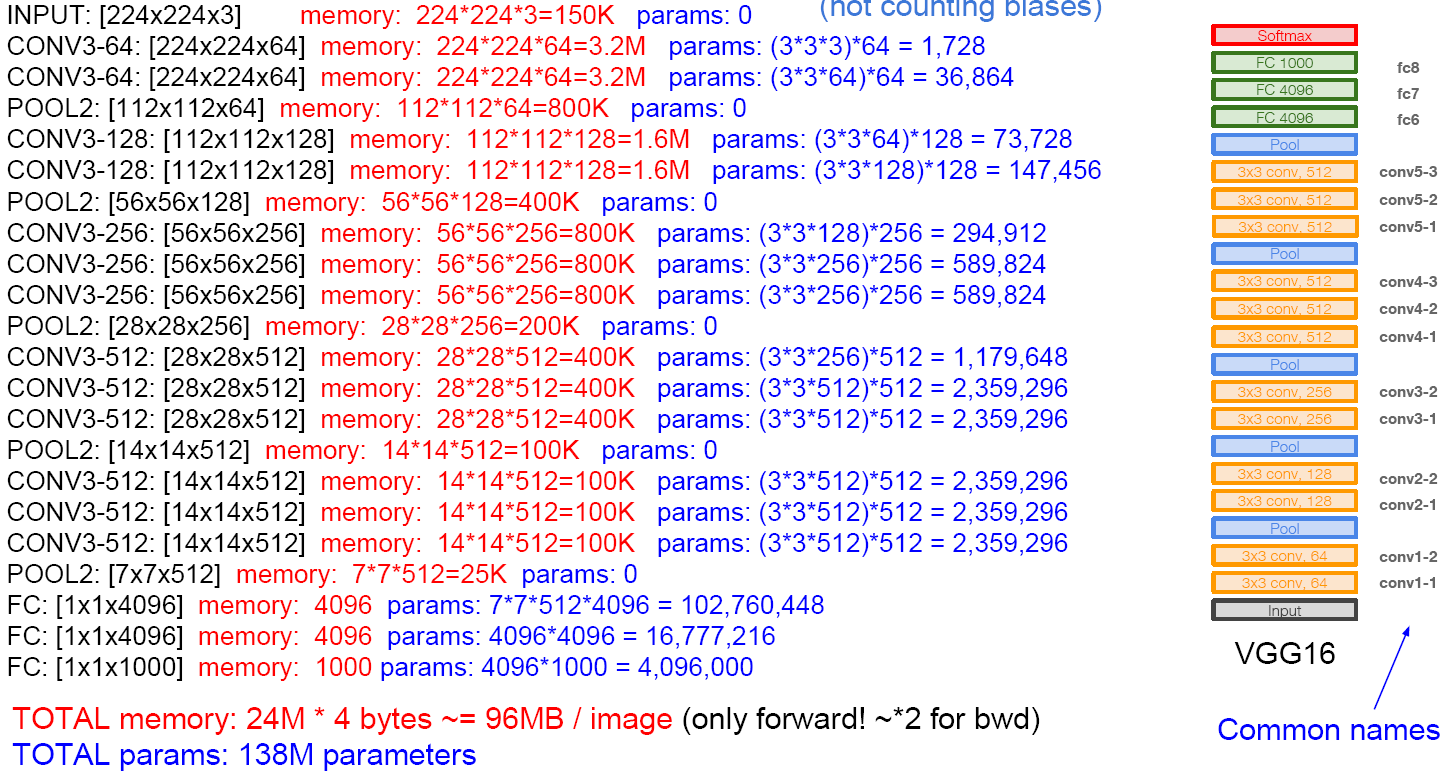 INPUT: [224x224x3] memory: 224*224*3=150K params: 0 (not counting biases)
CONV3-64: [224x224x64] memory: 224*224*64=3.2M params: (3*3*3)*64 = 1,728
CONV3-64: [224x224x64] memory: 224*224*64=3.2M params: (3*3*64)*64 = 36,864
POOL2: [112x112x64] memory: 112*112*64=800K params: 0
CONV3-128: [112x112x128] memory: 112*112*128=1.6M params: (3*3*64)*128 = 73,728
CONV3-128: [112x112x128] memory: 112*112*128=1.6M params: (3*3*128)*128 = 147,456
POOL2: [56x56x128] memory: 56*56*128=400K params: 0
CONV3-256: [56x56x256] memory: 56*56*256=800K params: (3*3*128)*256 = 294,912
CONV3-256: [56x56x256] memory: 56*56*256=800K params: (3*3*256)*256 = 589,824
CONV3-256: [56x56x256] memory: 56*56*256=800K params: (3*3*256)*256 = 589,824
POOL2: [28x28x256] memory: 28*28*256=200K params: 0
CONV3-512: [28x28x512] memory: 28*28*512=400K params: (3*3*256)*512 = 1,179,648
CONV3-512: [28x28x512] memory: 28*28*512=400K params: (3*3*512)*512 = 2,359,296
CONV3-512: [28x28x512] memory: 28*28*512=400K params: (3*3*512)*512 = 2,359,296
POOL2: [14x14x512] memory: 14*14*512=100K params: 0
CONV3-512: [14x14x512] memory: 14*14*512=100K params: (3*3*512)*512 = 2,359,296
CONV3-512: [14x14x512] memory: 14*14*512=100K params: (3*3*512)*512 = 2,359,296
CONV3-512: [14x14x512] memory: 14*14*512=100K params: (3*3*512)*512 = 2,359,296
POOL2: [7x7x512] memory: 7*7*512=25K params: 0
FC: [1x1x4096] memory: 4096 params: 7*7*512*4096 = 102,760,448
FC: [1x1x4096] memory: 4096 params: 4096*4096 = 16,777,216
FC: [1x1x1000] memory: 1000 params: 4096*1000 = 4,096,000
TOTAL memory: 24M * 4 bytes ~= 96MB / image (only forward! ~*2 for bwd)
TOTAL params: 138M parameters
Softmax
FC 1000 fc8
FC 4096 fc7
FC 4096 fc6
Pool
3x3 conv, 512 conv5-3
3x3 conv, 512 conv5-2
3x3 conv, 512 conv5-1
Pool
3x3 conv, 512 conv4-3
3x3 conv, 512 conv4-2
3x3 conv, 512 conv4-1
Pool
3x3 conv, 256 conv3-2
3x3 conv, 256 conv3-1
Pool
3x3 conv, 128 conv2-2
3x3 conv, 128 conv2-1
Pool
3x3 conv, 64 conv1-2
3x3 conv, 64 conv1-1
Input
VGG16
Common names